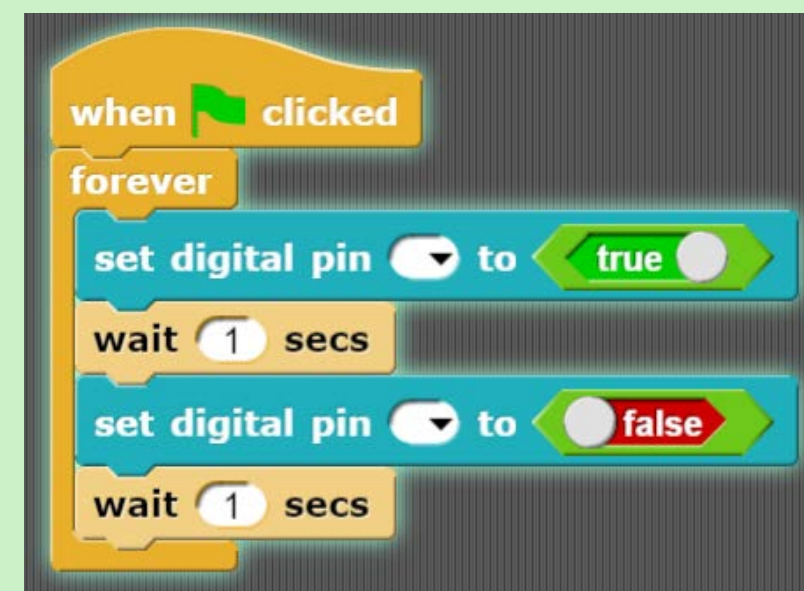 when clicked
forever
set digital pin to true
wait 1 secs
set digital pin to false
wait 1 secs